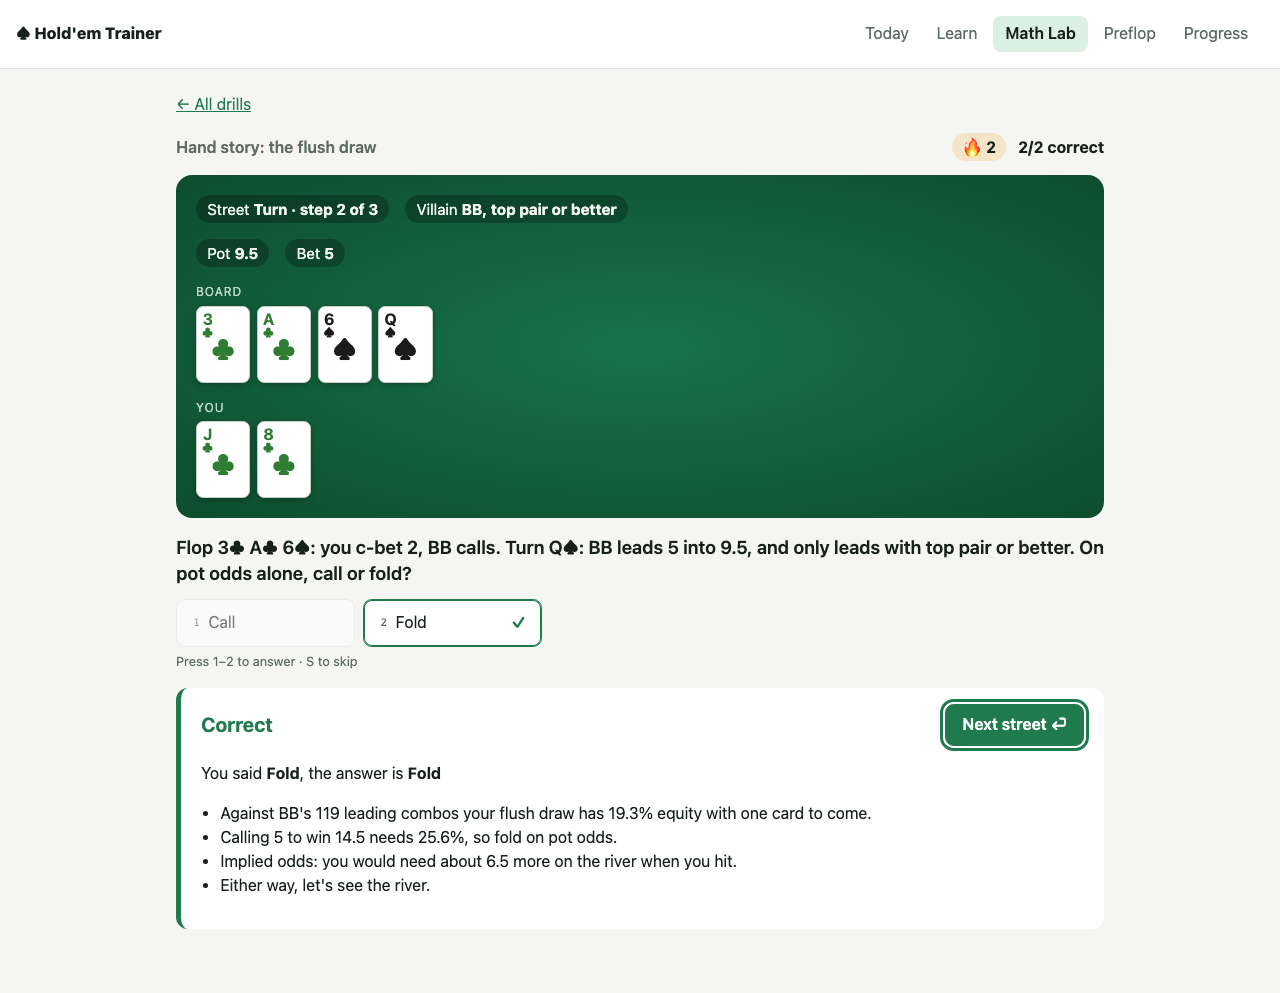 ♠ Hold'em Trainer
Today Learn Math Lab Preflop Progress
← All drills
Hand story: the flush draw
🔥 2 2/2 correct
Street Turn · step 2 of 3 Villain BB, top pair or better
Pot 9.5 Bet 5
BOARD
3♣ A♣ 6♠ Q♠
YOU
J♣ 8♣
Flop 3♣ A♣ 6♠: you c-bet 2, BB calls. Turn Q♠: BB leads 5 into 9.5, and only leads with top pair or better. On
pot odds alone, call or fold?
1 Call 2 Fold ✓
Press 1–2 to answer · S to skip
Correct
Next street ⏎
You said Fold, the answer is Fold
• Against BB's 119 leading combos your flush draw has 19.3% equity with one card to come.
• Calling 5 to win 14.5 needs 25.6%, so fold on pot odds.
• Implied odds: you would need about 6.5 more on the river when you hit.
• Either way, let's see the river.